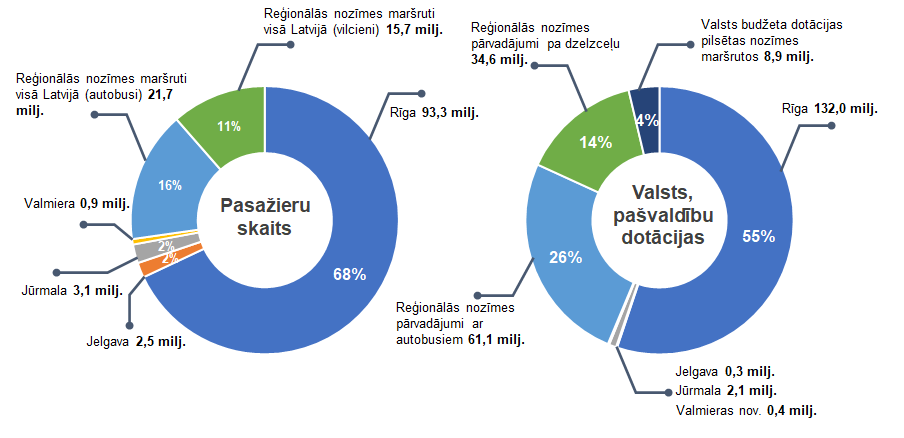 Reģionālās nozīmes maršruti
visā Latvijā (vilcieni) 15,7 milj.
Reģionālās nozīmes maršruti
visā Latvijā (autobusi) 21,7
milj.
Rīga 93,3 milj.
11%
16%
Valmiera 0,9 milj.
Pasažieru
skaits
2%
2%
68%
Jūrmala 3,1 milj.
Jelgava 2,5 milj.
Reģionālās nozīmes
pārvadājumi pa dzelzceļu
34,6 milj.
Valsts budžeta dotācijas
pilsētas nozīmes
maršrutos 8,9 milj.
Rīga 132,0 milj.
4%
14%
Valsts,
pašvaldību
dotācijas
55%
26%
Reģionālās nozīmes
pārvadājumi ar
autobusiem 61,1 milj.
Jelgava 0,3 milj.
Jūrmala 2,1 milj.
Valmieras nov. 0,4 milj.